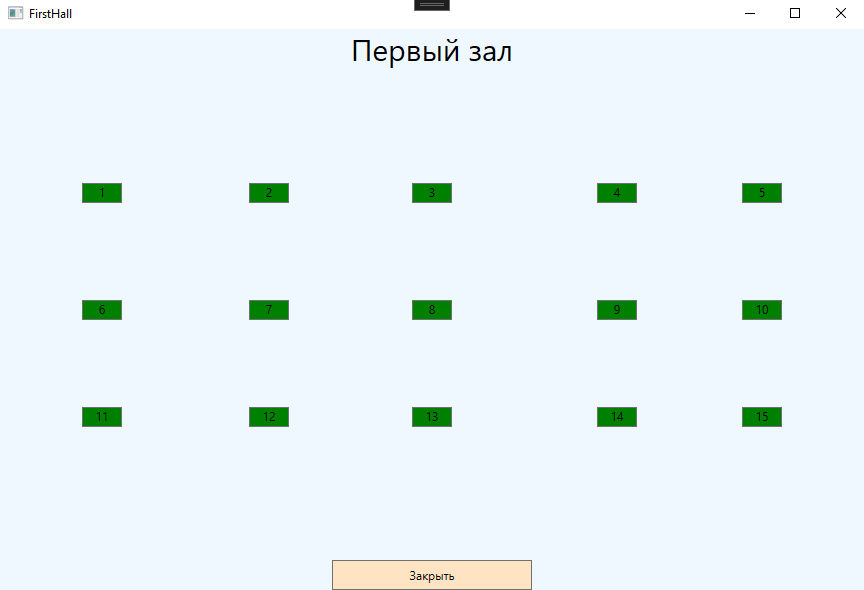 FirstHall
Первый зал
1 2 3 4 5
6 7 8 9 10
11 12 13 14 15
Закрыть